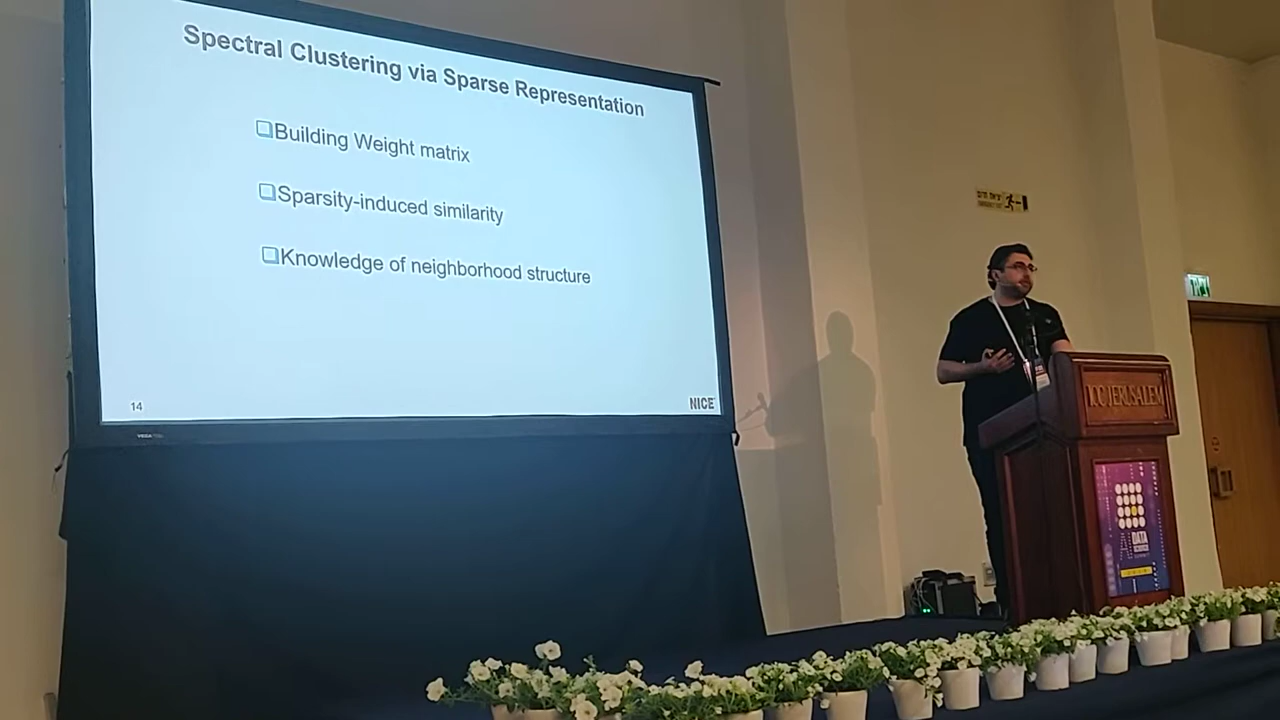 Spectral Clustering via Sparse Representation
Building Weight matrix
Sparsity-induced similarity
Knowledge of neighborhood structure
14
NICE
ICC JERUSALEM
DATA